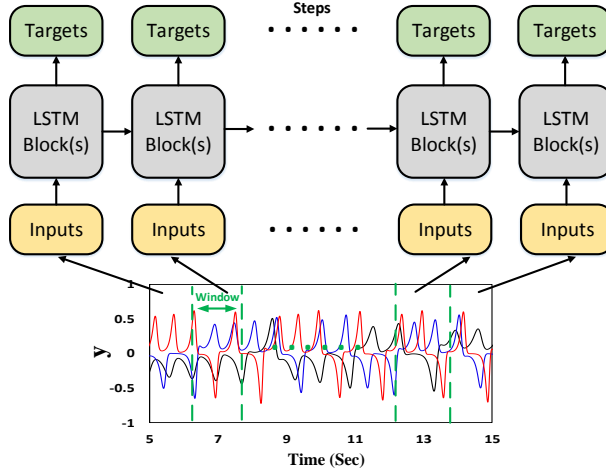 Steps
Targets Targets Targets Targets
LSTM Block(s) LSTM Block(s) LSTM Block(s) LSTM Block(s)
Inputs Inputs Inputs Inputs
1
Window
0.5
y
0
-0.5
-1
5 7 9 11 13 15
Time (Sec)